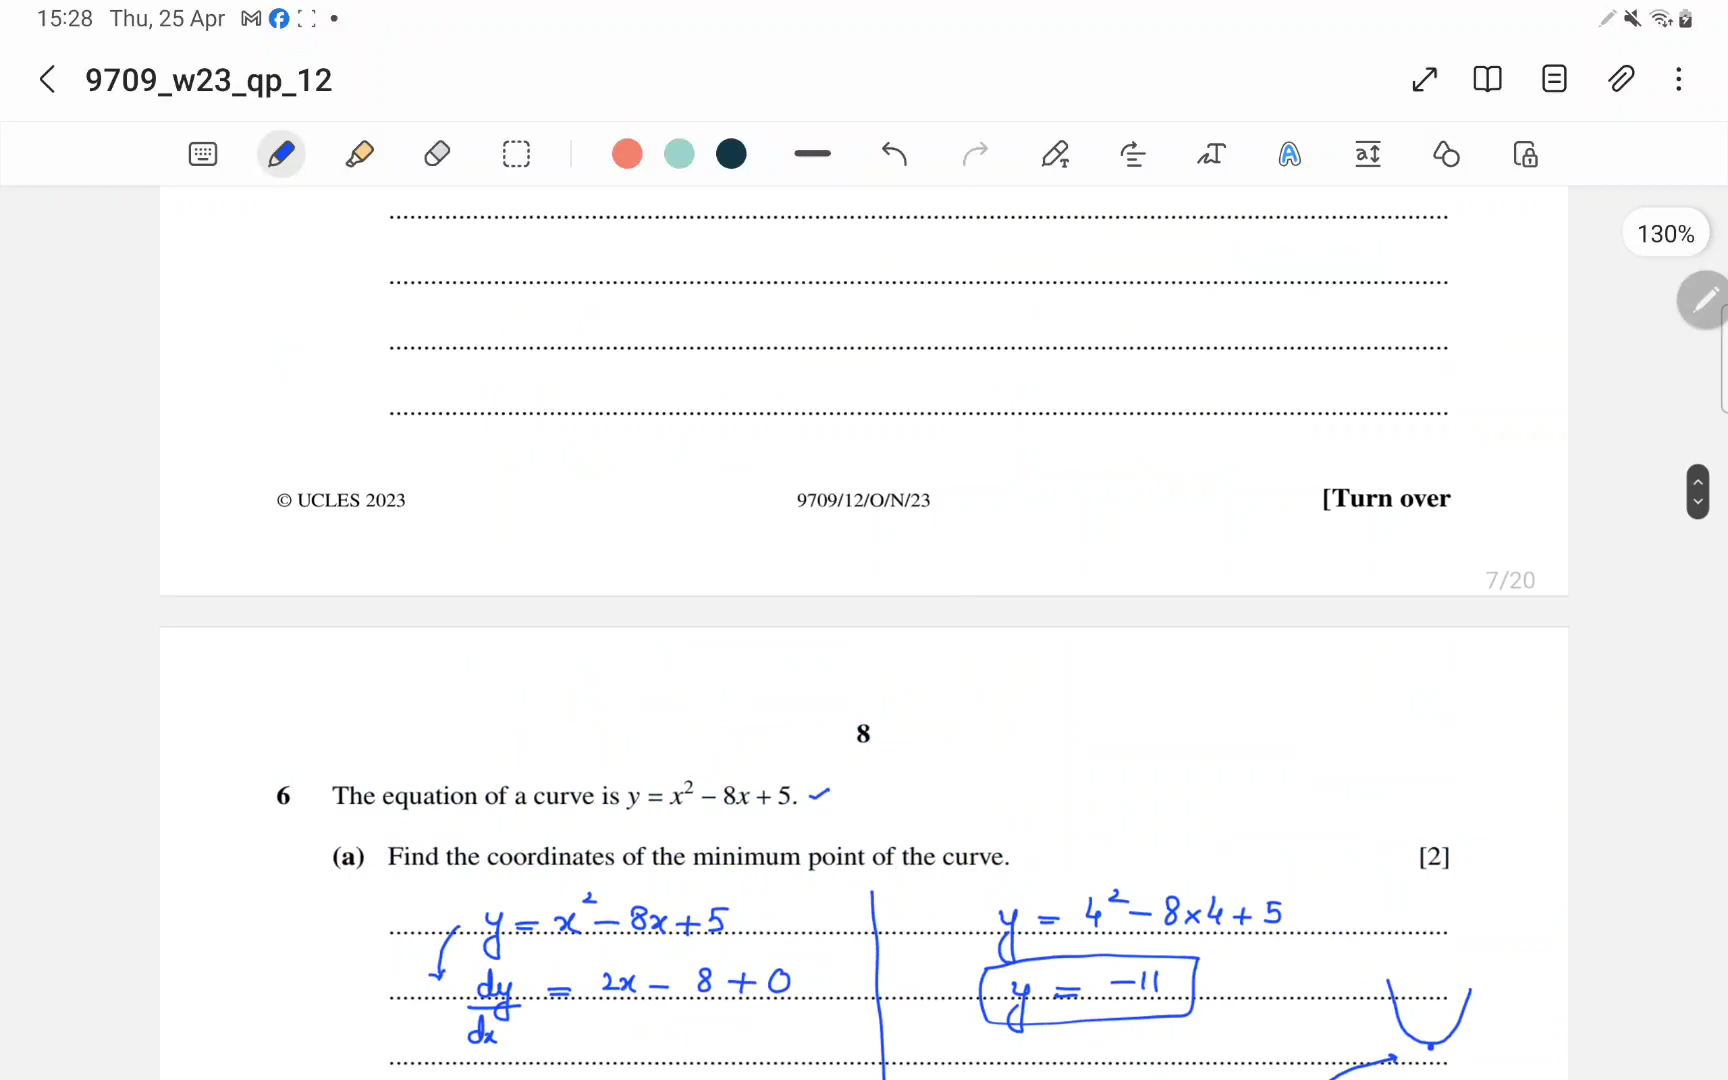 15:28 Thu, 25 Apr
9709_w23_qp_12
130%
© UCLES 2023
9709/12/O/N/23
[Turn over
7/20
8
6 The equation of a curve is y = x² – 8x + 5.
(a) Find the coordinates of the minimum point of the curve. [2]
y = x² – 8x + 5
dy/dx = 2x – 8 + 0
y = 4² – 8×4 + 5
y = –11